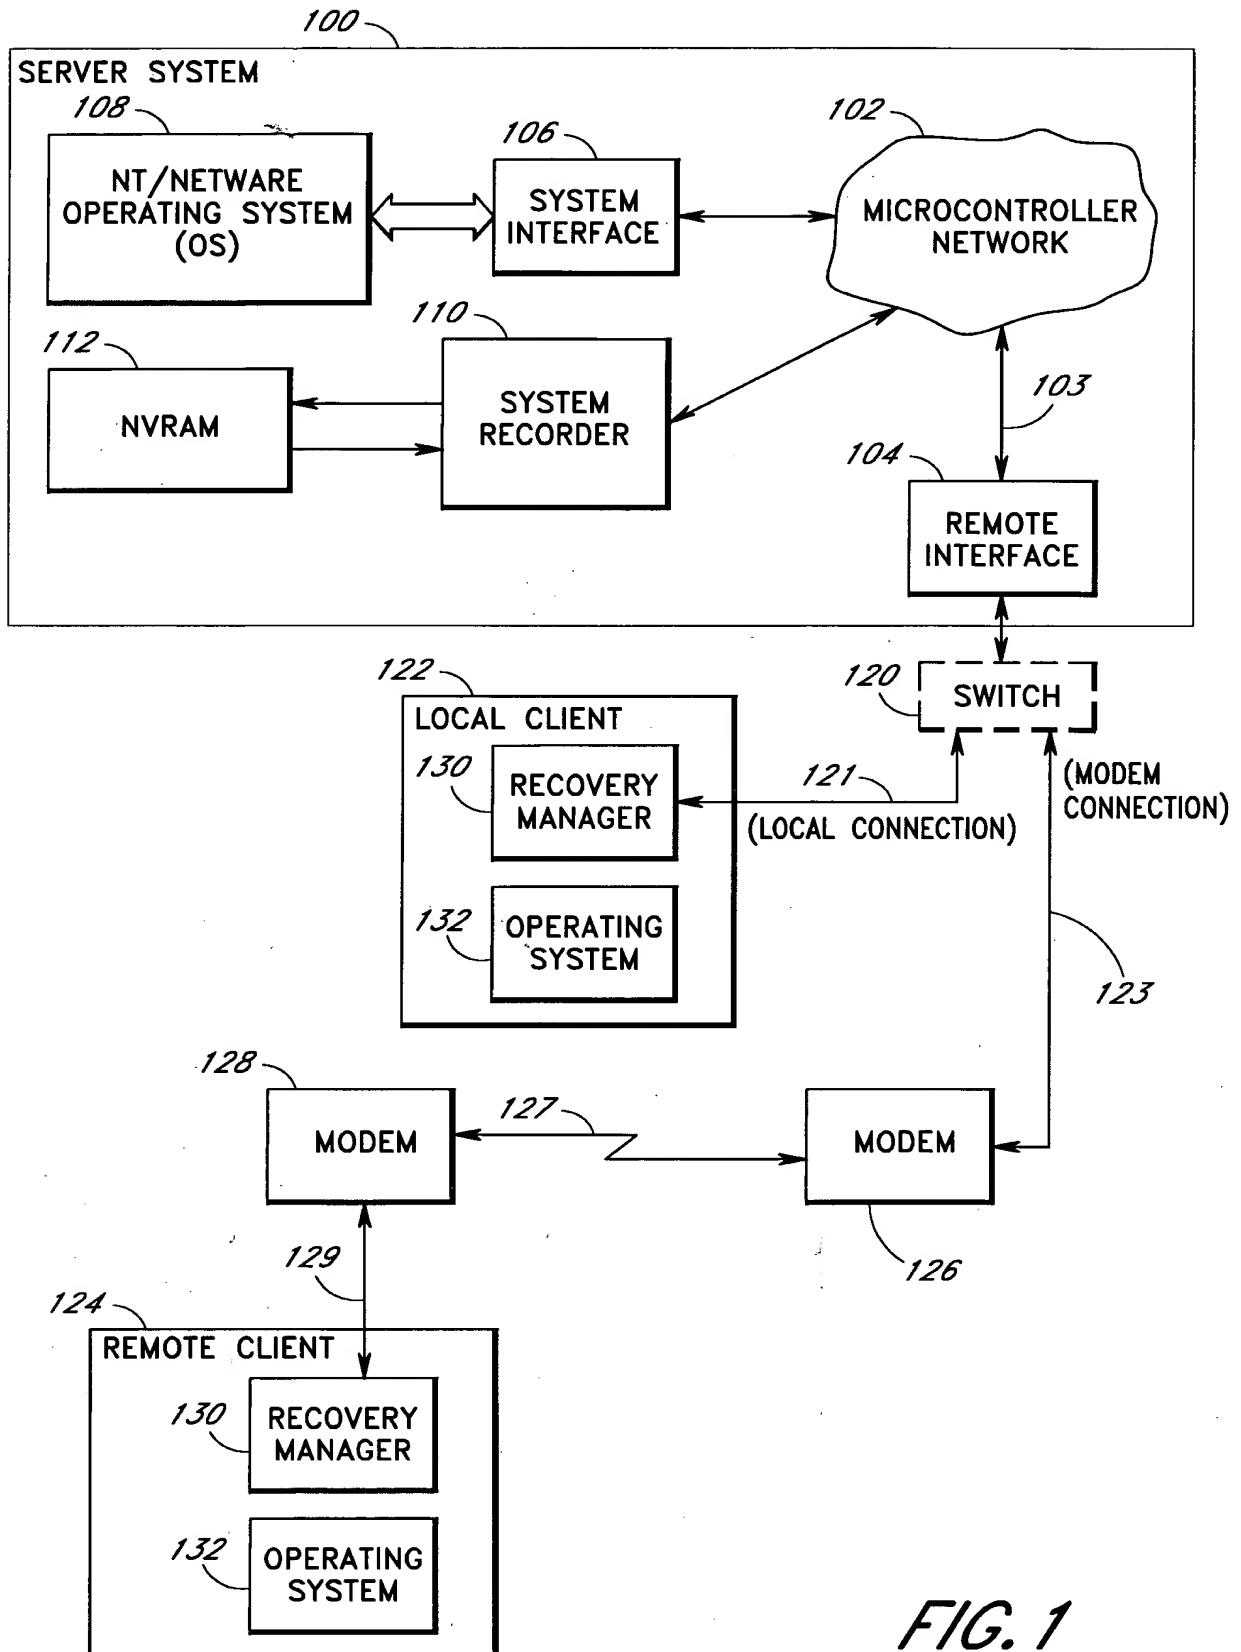 100
SERVER SYSTEM
108
NT/NETWARE
OPERATING SYSTEM
(OS)
106
SYSTEM
INTERFACE
102
MICROCONTROLLER
NETWORK
112
NVRAM
110
SYSTEM
RECORDER
103
104
REMOTE
INTERFACE
120
SWITCH
122
LOCAL CLIENT
130
RECOVERY
MANAGER
121
(LOCAL CONNECTION)
(MODEM
CONNECTION)
132
OPERATING
SYSTEM
123
128
MODEM
127
MODEM
126
129
124
REMOTE CLIENT
130
RECOVERY
MANAGER
132
OPERATING
SYSTEM
FIG. 1